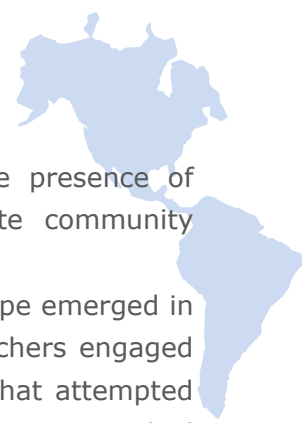 e presence of
te community
pe emerged in
chers engaged
hat attempted